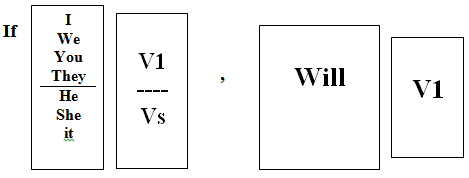 If
I
We
You
They
He
She
it
V1
----
Vs
,
Will
V1